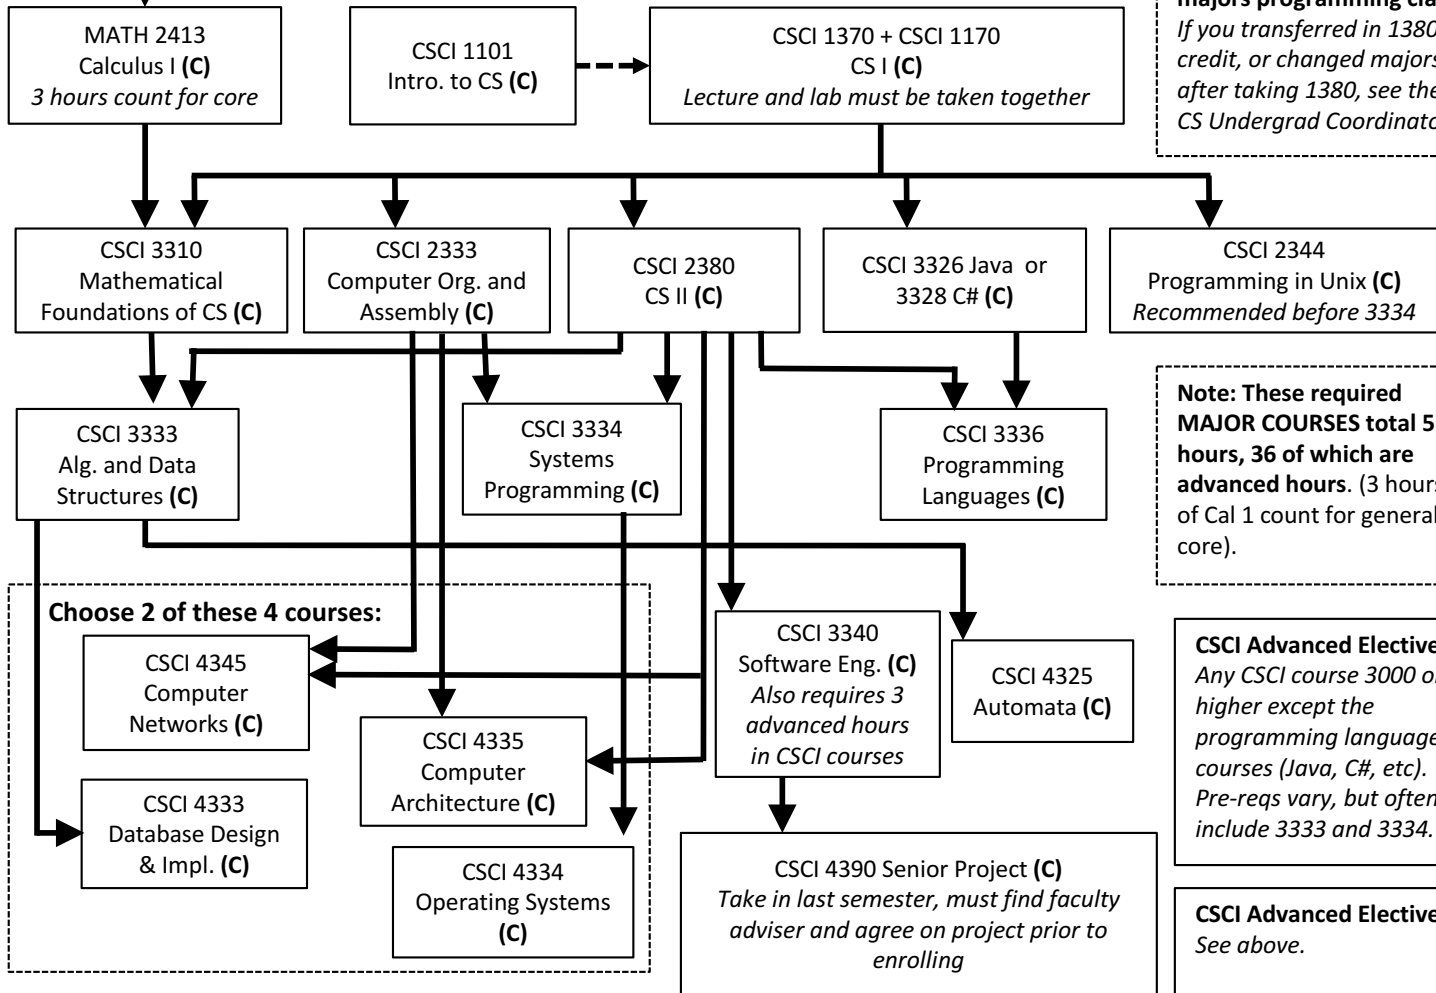 MATH 2413
Calculus I (C)
3 hours count for core
CSCI 1101
Intro. to CS (C)
CSCI 1370 + CSCI 1170
CS I (C)
Lecture and lab must be taken together
majors programming
If you transferred in 1380
credit, or changed majors
after taking 1380, see the
CS Undergrad
CSCI 3310
Mathematical
Foundations of CS (C)
CSCI 2333
Computer Org. and
Assembly (C)
CSCI 2380
CS II (C)
CSCI 3326 Java or
3328 C# (C)
CSCI 2344
Programming in Unix (C)
Recommended before 3334
CSCI 3333
Alg. and Data
Structures (C)
CSCI 3334
Systems
Programming (C)
CSCI 3336
Programming
Languages (C)
Note: These required
MAJOR COURSES total
hours, 36 of which are
advanced hours. (3 hours
of Cal 1 count for general
core).
Choose 2 of these 4 courses:
CSCI 4345
Computer
Networks (C)
CSCI 4335
Computer
Architecture (C)
CSCI 4333
Database Design
& Impl. (C)
CSCI 4334
Operating Systems
(C)
CSCI 3340
Software Eng. (C)
Also requires 3
advanced hours
in CSCI courses
CSCI 4325
Automata (C)
CSCI 4390 Senior Project (C)
Take in last semester, must find faculty
adviser and agree on project prior to
enrolling
CSCI Advanced Elective
Any CSCI course 3000 or
higher except the
programming language
courses (Java, C#, etc).
Pre-reqs vary, but often
include 3333 and 3334.
CSCI Advanced Elective
See above.